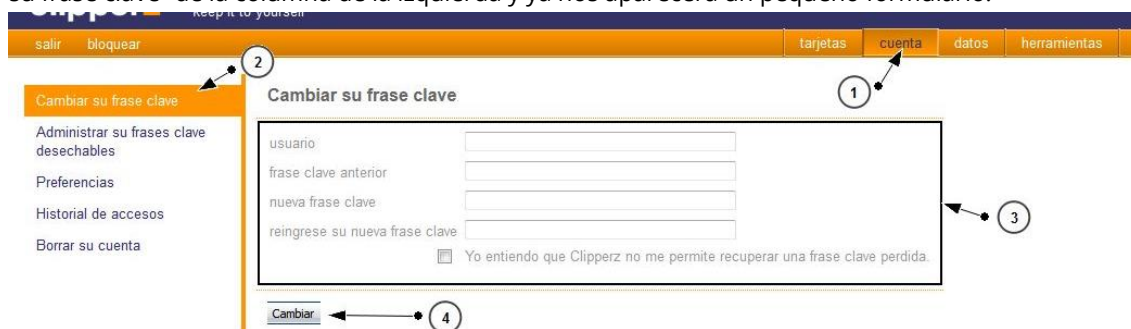 su frase clave" de la columna de la izquierda y ya nos aparecerá un pequeño formulario.
clipperz keep it to yourself
salir bloquear tarjetas cuenta datos herramientas
2
1
Cambiar su frase clave
Cambiar su frase clave
Administrar su frases clave
desechables
Preferencias
Historial de accesos
Borrar su cuenta
usuario
frase clave anterior
nueva frase clave
reingrese su nueva frase clave
Yo entiendo que Clipperz no me permite recuperar una frase clave perdida.
3
Cambiar
4